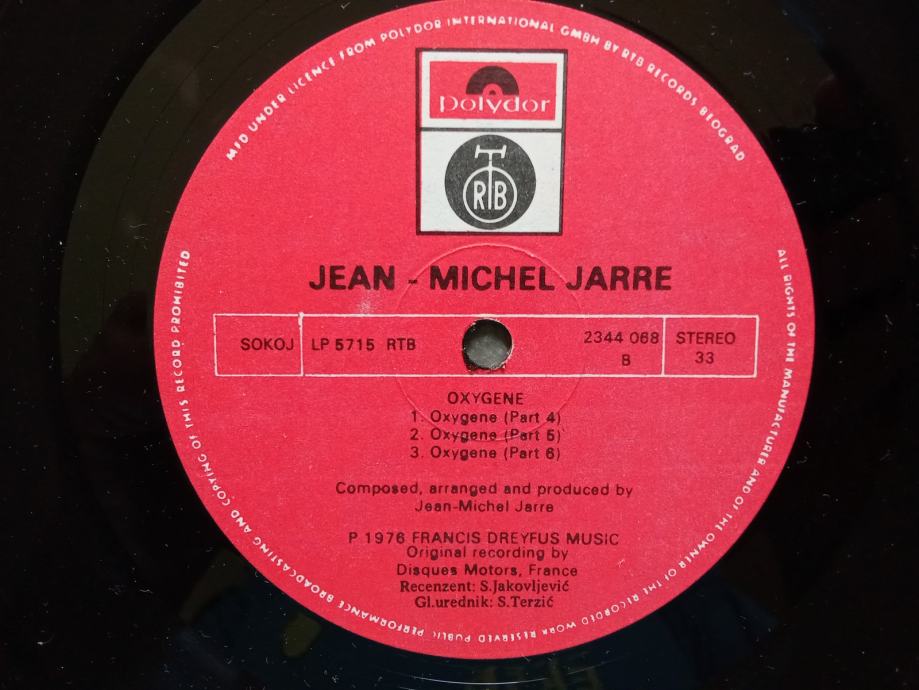 MFD UNDER LICENCE FROM POLYDOR INTERNATIONAL GMBH BY RTB RECORDS BEOGRAD
polydor
RTB
JEAN - MICHEL JARRE
SOKOJ
LP 5715 RTB
2344 068
B
STEREO
33
OXYGENE
1. Oxygene (Part 4)
2. Oxygene (Part 5)
3. Oxygene (Part 6)
Composed, arranged and produced by
Jean-Michel Jarre
P 1976 FRANCIS DREYFUS MUSIC
Original recording by
Disques Motors, France
Recenzent: S.Jakovljević
Gl.urednik: S.Terzić
ALL RIGHTS OF THE MANUFACTURER AND OF THE OWNER OF THE RECORDED WORK RESERVED PUBLIC PERFORMANCE BROADCASTING AND COPYING OF THIS RECORD PROHIBITED